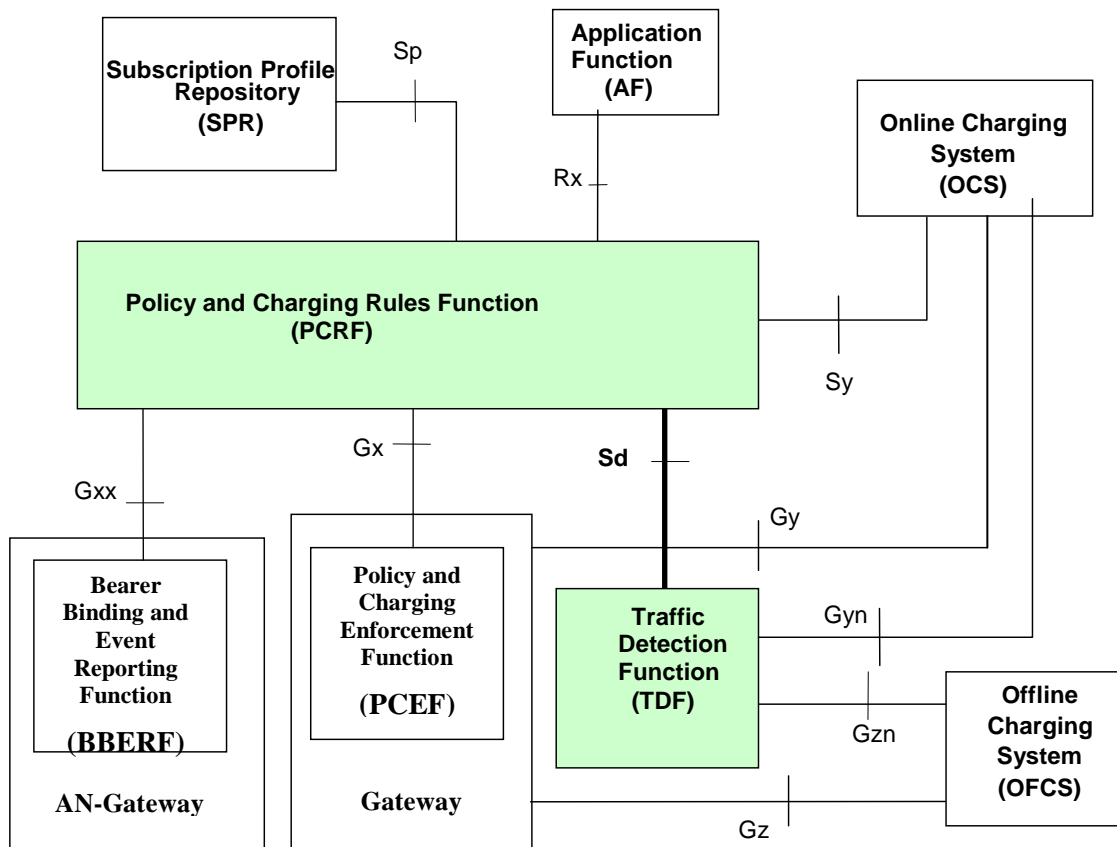 Subscription Profile
Repository
(SPR)
Sp
Application
Function
(AF)
Rx
Online Charging
System
(OCS)
Policy and Charging Rules Function
(PCRF)
Sy
Gxx
Gx
Sd
Gy
Bearer
Binding and
Event
Reporting
Function
(BBERF)
AN-Gateway
Policy and
Charging
Enforcement
Function
(PCEF)
Gateway
Traffic
Detection
Function
(TDF)
Gyn
Gzn
Gz
Offline
Charging
System
(OFCS)